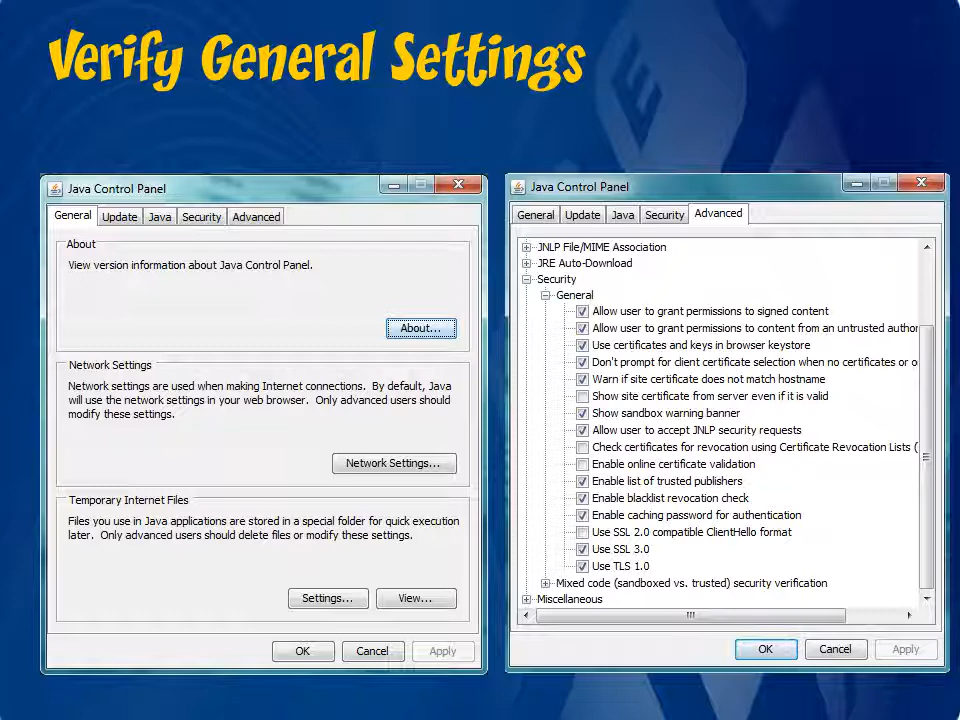 Verify General Settings
Java Control Panel
General Update Java Security Advanced
About
View version information about Java Control Panel.
About...
Network Settings
Network settings are used when making Internet connections.  By default, Java
will use the network settings in your web browser.  Only advanced users should
modify these settings.
Network Settings...
Temporary Internet Files
Files you use in Java applications are stored in a special folder for quick execution
later.  Only advanced users should delete files or modify these settings.
Settings... View...
OK Cancel Apply
Java Control Panel
General Update Java Security Advanced
JNLP File/MIME Association
JRE Auto-Download
Security
General
Allow user to grant permissions to signed content
Allow user to grant permissions to content from an untrusted author
Use certificates and keys in browser keystore
Don't prompt for client certificate selection when no certificates or o
Warn if site certificate does not match hostname
Show site certificate from server even if it is valid
Show sandbox warning banner
Allow user to accept JNLP security requests
Check certificates for revocation using Certificate Revocation Lists (
Enable online certificate validation
Enable list of trusted publishers
Enable blacklist revocation check
Enable caching password for authentication
Use SSL 2.0 compatible ClientHello format
Use SSL 3.0
Use TLS 1.0
Mixed code (sandboxed vs. trusted) security verification
Miscellaneous
OK Cancel Apply